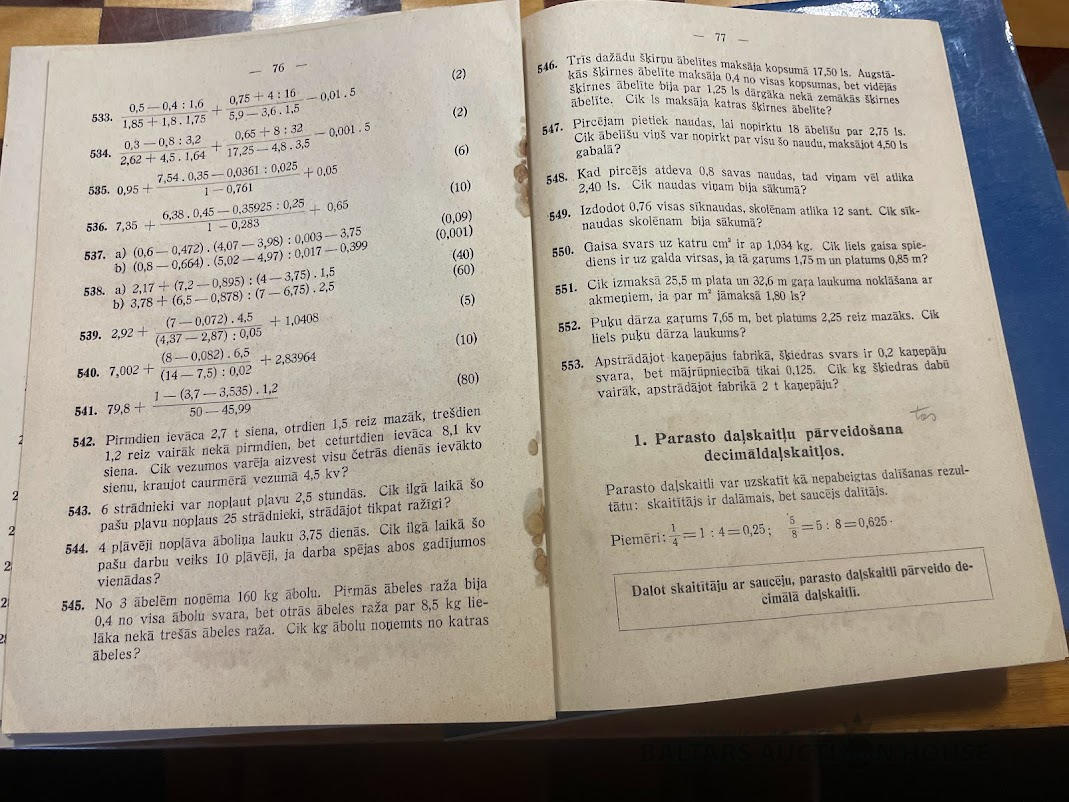 — 76 —
533. (0,5 — 0,4 : 1,6)/(1,85 + 1,8 . 1,75) + (0,75 + 4 : 16)/(5,9 — 3,6 . 1,5) — 0,01 . 5 (2)
534. (0,3 — 0,8 : 3,2)/(2,62 + 4,5 . 1,64) + (0,65 + 8 : 32)/(17,25 — 4,8 . 3,5) — 0,001 . 5 (2)
535. 0,95 + (7,54 . 0,35 — 0,0361 : 0,025)/(1 — 0,761) + 0,05 (6)
536. 7,35 + (6,38 . 0,45 — 0,35925 : 0,25)/(1 — 0,283) + 0,65 (10)
537. a) (0,6 — 0,472) . (4,07 — 3,98) : 0,003 — 3,75 (0,09)
b) (0,8 — 0,664) . (5,02 — 4,97) : 0,017 — 0,399 (0,001)
538. a) 2,17 + (7,2 — 0,895) : (4 — 3,75) . 1,5 (40)
b) 3,78 + (6,5 — 0,878) : (7 — 6,75) . 2,5 (60)
539. 2,92 + (7 — 0,072) . 4,5/(4,37 — 2,87) : 0,05 + 1,0408 (5)
540. 7,002 + (8 — 0,082) . 6,5/(14 — 7,5) : 0,02 + 2,83964 (10)
541. 79,8 + (1 — (3,7 — 3,535) . 1,2)/(50 — 45,99) (80)
542. Pirmdien ievāca 2,7 t siena, otrdien 1,5 reiz mazāk, trešdien
1,2 reiz vairāk nekā pirmdien, bet ceturtdien ievāca 8,1 kv
siena. Cik vezumos varēja aizvest visu četrās dienās ievākto
sienu, kraujot caurmērā vezumā 4,5 kv?
543. 6 strādnieki var nopļaut pļavu 2,5 stundās. Cik ilgā laikā šo
pašu pļavu nopļaus 25 strādnieki, strādājot tikpat ražīgi?
544. 4 pļāvēji nopļāva āboliņa lauku 3,75 dienās. Cik ilgā laikā šo
pašu darbu veiks 10 pļāvēji, ja darba spējas abos gadījumos
vienādas?
545. No 3 ābelēm noņēma 160 kg ābolu. Pirmās ābeles raža bija
0,4 no visa ābolu svara, bet otrās ābeles raža par 8,5 kg lie-
lāka nekā trešās ābeles raža. Cik kg ābolu noņemts no katras
ābeles?
— 77 —
546. Trīs dažādu šķirņu ābelītes maksāja kopsumā 17,50 ls. Augstā-
kās šķirnes ābelīte maksāja 0,4 no visas kopsumas, bet vidējās
šķirnes ābelīte bija par 1,25 ls dārgāka nekā zemākās šķirnes
ābelīte. Cik ls maksāja katras šķirnes ābelīte?
547. Pircējam pietiek naudas, lai nopirktu 18 ābelīšu par 2,75 ls.
Cik ābelīšu viņš var nopirkt par visu šo naudu, maksājot 4,50 ls
gabalā?
548. Kad pircējs atdeva 0,8 savas naudas, tad viņam vēl atlika
2,40 ls. Cik naudas viņam bija sākumā?
549. Izdodot 0,76 visas sīknaudas, skolēnam atlika 12 sant. Cik sīk-
naudas skolēnam bija sākumā?
550. Gaisa svars uz katru cm² ir ap 1,034 kg. Cik liels gaisa spie-
diens ir uz galda virsas, ja tā garums 1,75 m un platums 0,85 m?
551. Cik izmaksā 25,5 m plata un 32,6 m gara laukuma noklāšana ar
akmeņiem, ja par m² jāmaksā 1,80 ls?
552. Puķu dārza garums 7,65 m, bet platums 2,25 reiz mazāks. Cik
liels puķu dārza laukums?
553. Apstrādājot kaņepājus fabrikā, šķiedras svars ir 0,2 kaņepāju
svara, bet mājrūpniecībā tikai 0,125. Cik kg šķiedras dabū
vairāk, apstrādājot fabrikā 2 t kaņepāju?
1. Parasto daļskaitļu pārveidošana
decimāldaļskaitļos.
Parasto daļskaitli var uzskatīt kā nepabeigtas dalīšanas rezul-
tātu: skaitītājs ir dalāmais, bet saucējs dalītājs.
Piemēri: 1/4 = 1 : 4 = 0,25; 5/8 = 5 : 8 = 0,625.
Daļot skaitītāju ar saucēju, parasto daļskaitli pārveido de-
cimālā daļskaitlī.
BALTARS AUCTION HOUSE